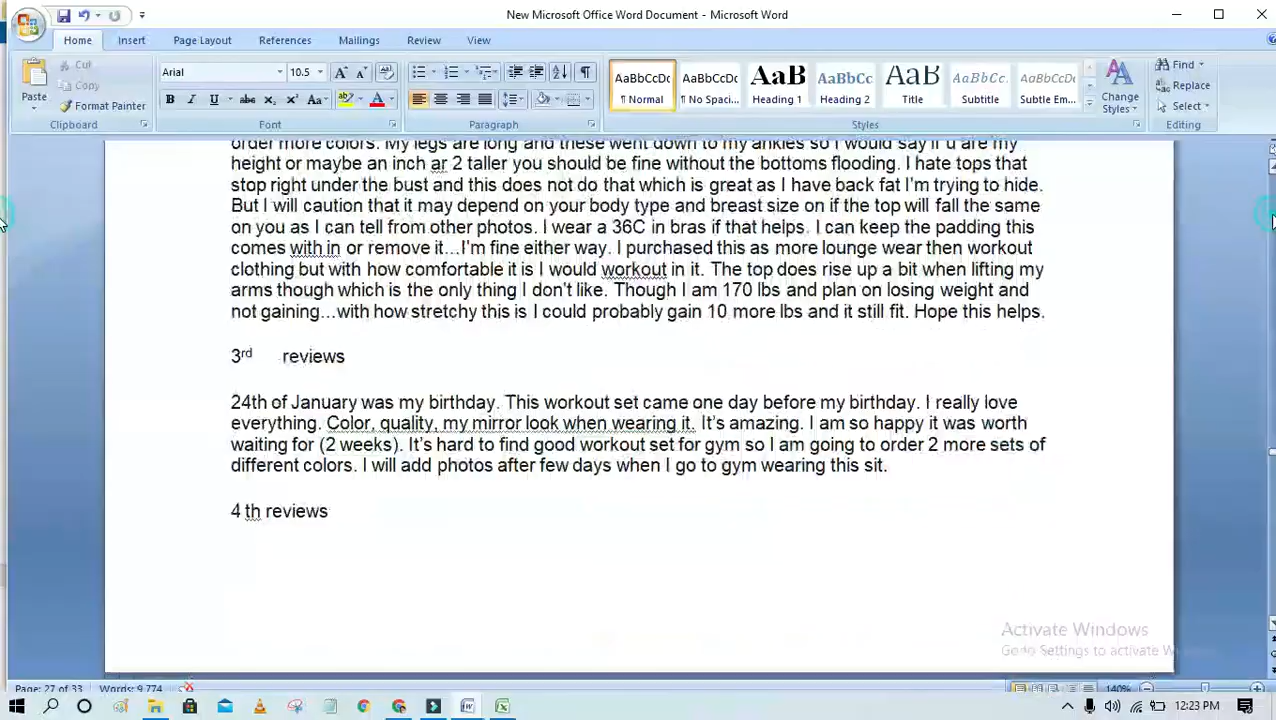 New Microsoft Office Word Document - Microsoft Word
Home Insert Page Layout References Mailings Review View
Cut
Copy
Format Painter
Paste
Clipboard
Arial 10.5
Font
Paragraph
AaBbCcDc AaBbCcDc AaB AaBbCc AaB AaBbCc. AaBbCcDc
¶ Normal ¶ No Spaci... Heading 1 Heading 2 Title Subtitle Subtle Em...
Change Styles
Styles
Find
Replace
Select
Editing
order more colors. My legs are long and these went down to my ankles so I would say if u are my
height or maybe an inch ar 2 taller you should be fine without the bottoms flooding. I hate tops that
stop right under the bust and this does not do that which is great as I have back fat I'm trying to hide.
But I will caution that it may depend on your body type and breast size on if the top will fall the same
on you as I can tell from other photos. I wear a 36C in bras if that helps. I can keep the padding this
comes with in or remove it...I'm fine either way. I purchased this as more lounge wear then workout
clothing but with how comfortable it is I would workout in it. The top does rise up a bit when lifting my
arms though which is the only thing I don't like. Though I am 170 lbs and plan on losing weight and
not gaining...with how stretchy this is I could probably gain 10 more lbs and it still fit. Hope this helps.
3rd reviews
24th of January was my birthday. This workout set came one day before my birthday. I really love
everything. Color, quality, my mirror look when wearing it. It's amazing. I am so happy it was worth
waiting for (2 weeks). It's hard to find good workout set for gym so I am going to order 2 more sets of
different colors. I will add photos after few days when I go to gym wearing this sit.
4 th reviews
Activate Windows
Go to Settings to activate
Page: 27 of 33 Words: 9,774 140%
12:23 PM